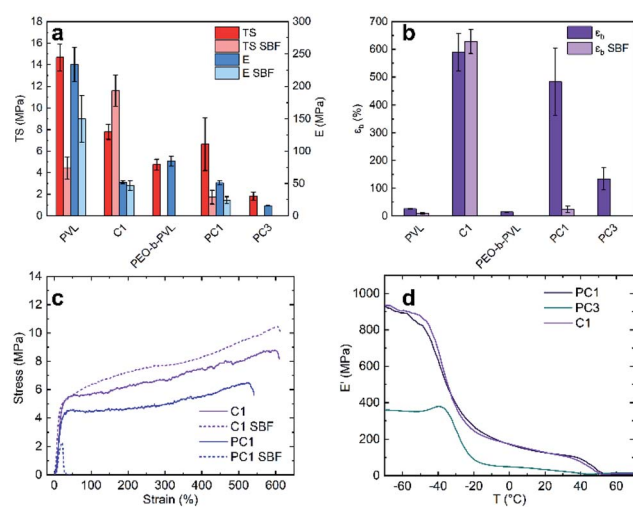 a
TS
TS SBF
E
E SBF
TS (MPa)
E (MPa)
18
16
14
12
10
8
6
4
2
0
300
250
200
150
100
50
0
PVL
C1
PEO-b-PVL
PC1
PC3
b
εb
εb SBF
εb (%)
700
600
500
400
300
200
100
0
PVL
C1
PEO-b-PVL
PC1
PC3
c
Stress (MPa)
14
12
10
8
6
4
2
0
C1
C1 SBF
PC1
PC1 SBF
0 100 200 300 400 500 600
Strain (%)
d
PC1
PC3
C1
E' (MPa)
1000
800
600
400
200
0
-60 -40 -20 0 20 40 60
T (°C)